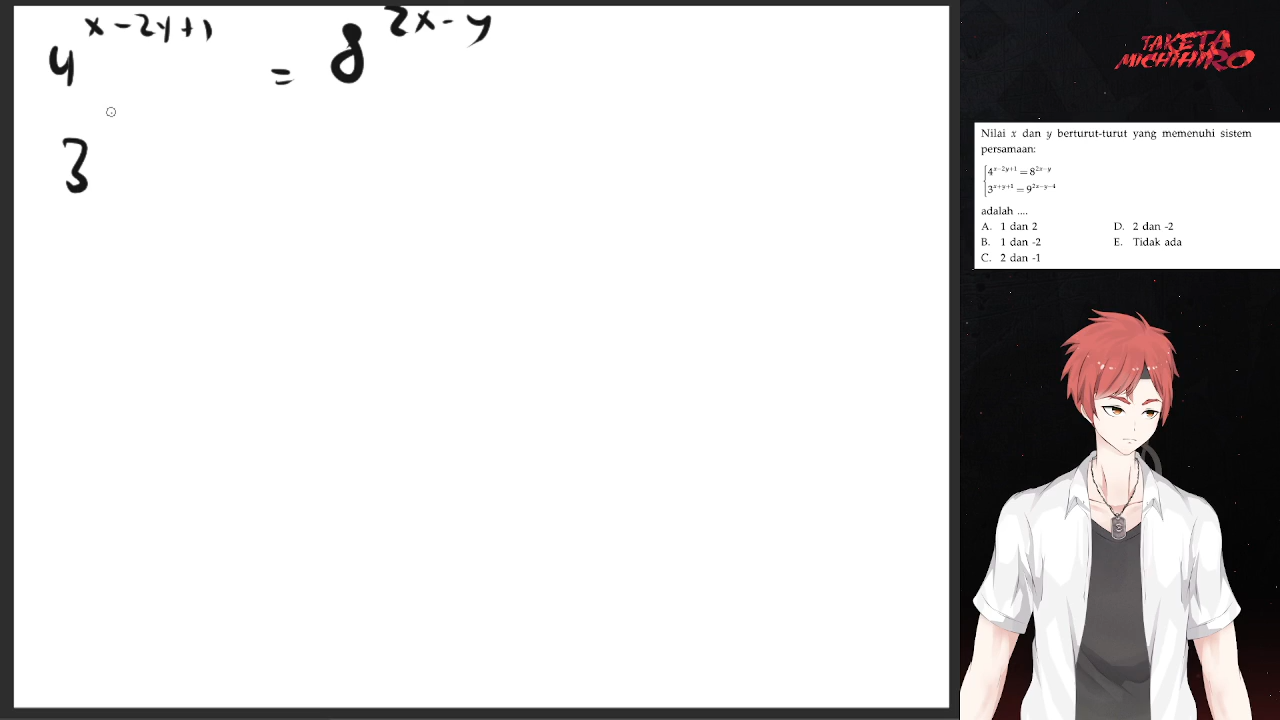 4^{x-2y+1} = 8^{2x-y}
3
TAKETA
MICHIHIRO
Nilai x dan y berturut-turut yang memenuhi sistem
persamaan:
4^{x-2y+1} = 8^{2x-y}
3^{x+y+1} = 9^{2x-y-4}
adalah ....
A. 1 dan 2
B. 1 dan -2
C. 2 dan -1
D. 2 dan -2
E. Tidak ada